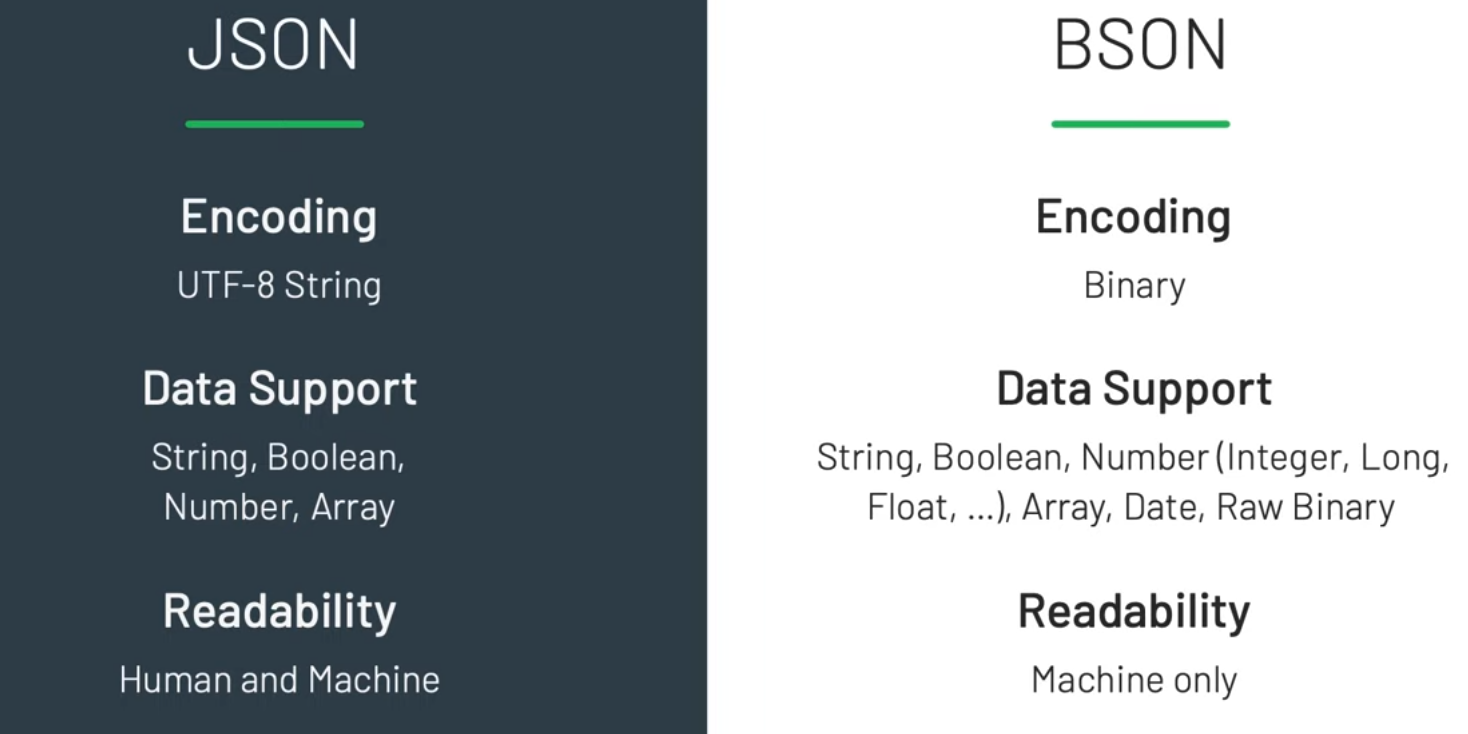 JSON
Encoding
UTF-8 String
Data Support
String, Boolean,
Number, Array
Readability
Human and Machine
BSON
Encoding
Binary
Data Support
String, Boolean, Number (Integer, Long,
Float, ...), Array, Date, Raw Binary
Readability
Machine only